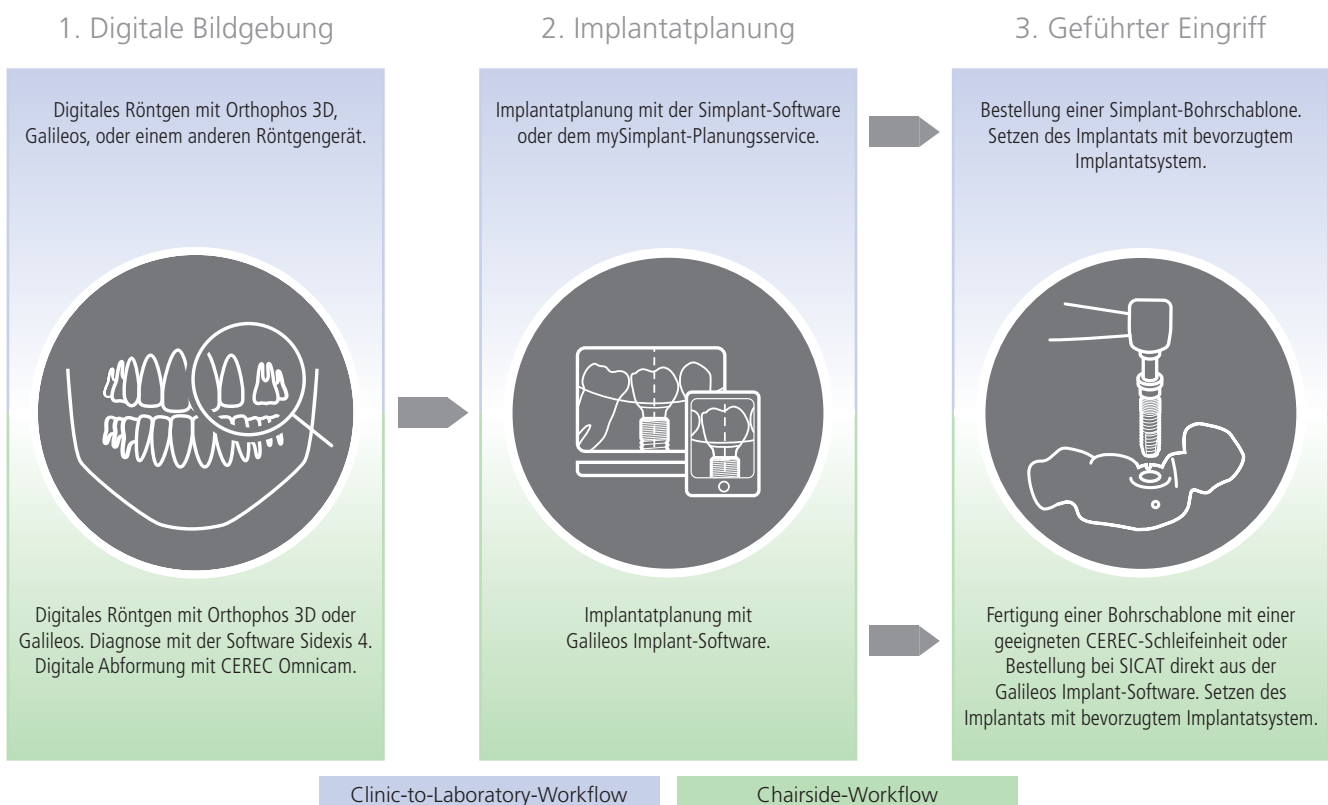 1. Digitale Bildgebung
2. Implantatplanung
3. Geführter Eingriff
Digitales Röntgen mit Orthophos 3D,
Galileos, oder einem anderen Röntgengerät.
Implantatplanung mit der Simplant-Software
oder dem mySimplant-Planungsservice.
Bestellung einer Simplant-Bohrschablone.
Setzen des Implantats mit bevorzugtem
Implantatsystem.
Digitales Röntgen mit Orthophos 3D oder
Galileos. Diagnose mit der Software Sidexis 4.
Digitale Abformung mit CEREC Omnicam.
Implantatplanung mit
Galileos Implant-Software.
Fertigung einer Bohrschablone mit einer
geeigneten CEREC-Schleifeinheit oder
Bestellung bei SICAT direkt aus der
Galileos Implant-Software. Setzen des
Implantats mit bevorzugtem Implantatsystem.
Clinic-to-Laboratory-Workflow
Chairside-Workflow